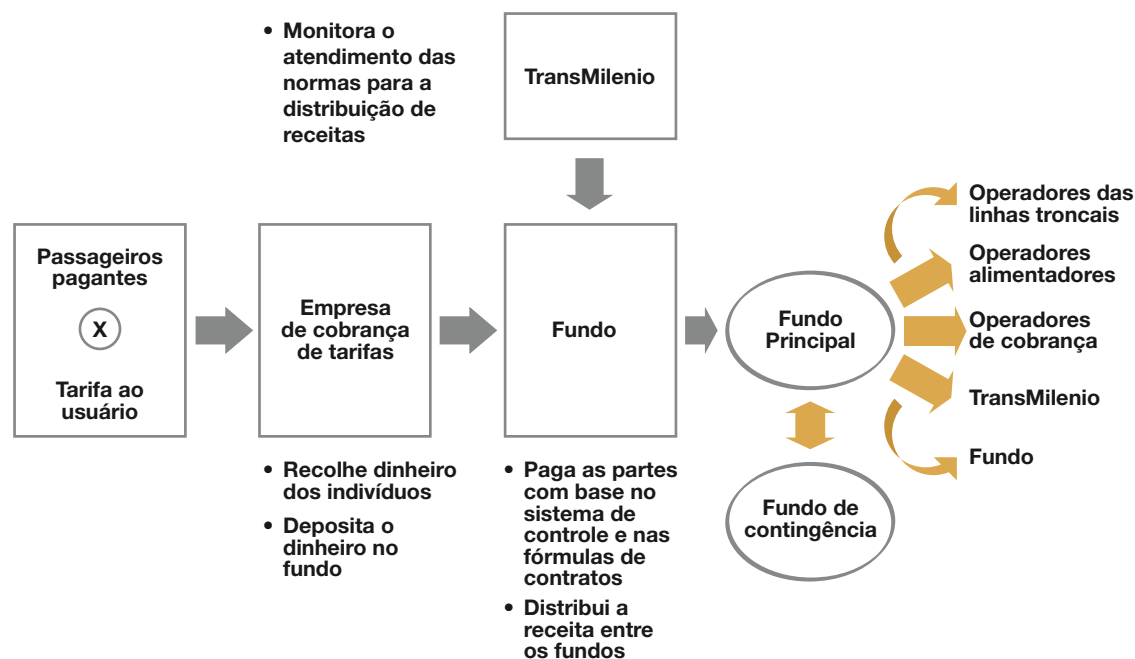 • Monitora o
atendimento das
normas para a
distribuição de
receitas
TransMilenio
Passageiros
pagantes
X
Tarifa ao
usuário
Empresa
de cobrança
de tarifas
• Recolhe dinheiro
dos indivíduos
• Deposita o
dinheiro no
fundo
Fundo
• Paga as partes
com base no
sistema de
controle e nas
fórmulas de
contratos
• Distribui a
receita entre
os fundos
Fundo
Principal
Fundo de
contingência
Operadores das
linhas troncais
Operadores
alimentadores
Operadores
de cobrança
TransMilenio
Fundo